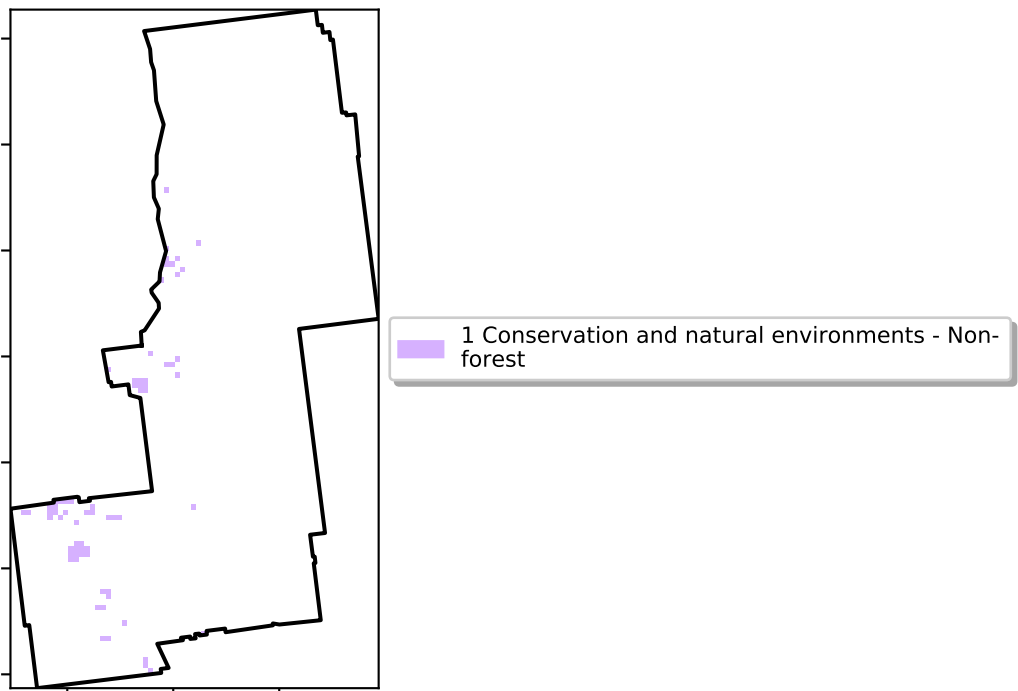 1 Conservation and natural environments - Non-
forest